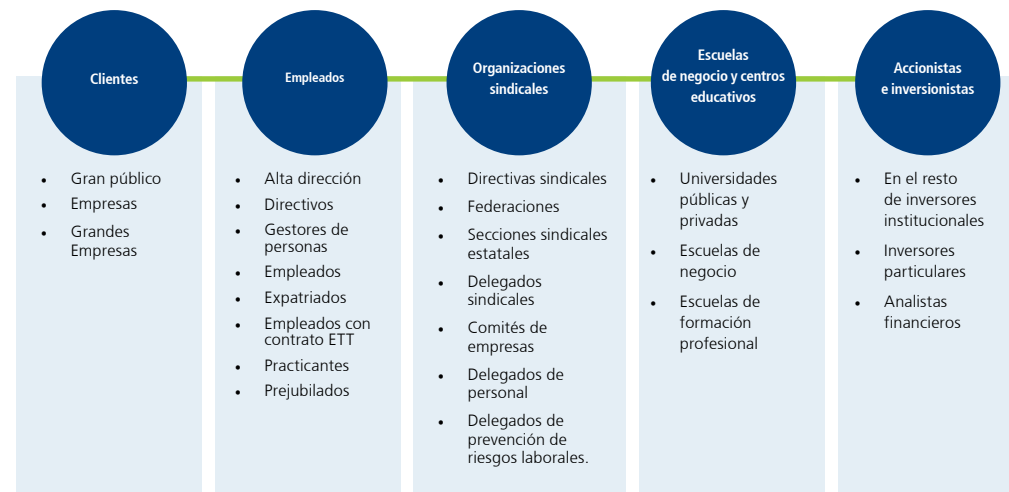 Clientes
Gran público
Empresas
Grandes
Empresas
Empleados
Alta dirección
Directivos
Gestores de
personas
Empleados
Expatriados
Empleados con
contrato ETT
Practicantes
Prejubilados
Organizaciones
sindicales
Directivas sindicales
Federaciones
Secciones sindicales
estatales
Delegados
sindicales
Comités de
empresas
Delegados de
personal
Delegados de
prevención de
riesgos laborales.
Escuelas
de negocio y centros
educativos
Universidades
públicas y
privadas
Escuelas de
negocio
Escuelas de
formación
profesional
Accionistas
e inversionistas
En el resto
de inversores
institucionales
Inversores
particulares
Analistas
financieros